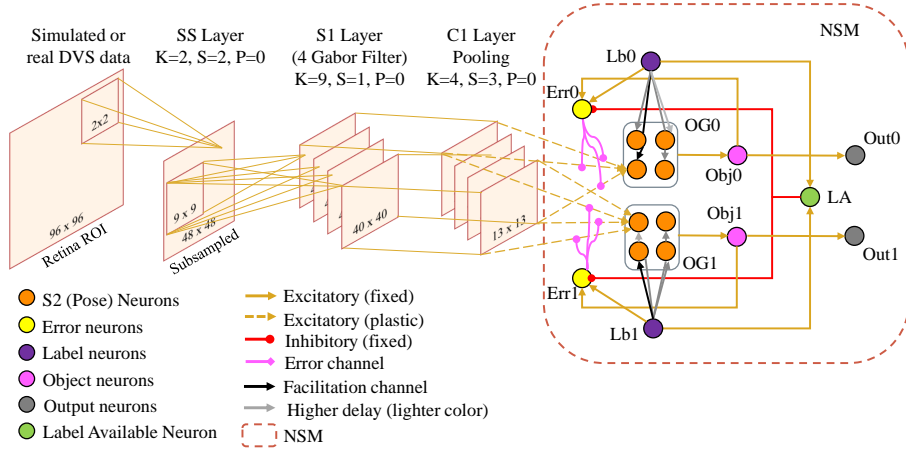 Simulated or
real DVS data
SS Layer
K=2, S=2, P=0
S1 Layer
(4 Gabor Filter)
K=9, S=1, P=0
C1 Layer
Pooling
K=4, S=3, P=0
NSM
Lb0
Err0
OG0
Out0
Obj0
LA
Obj1
Out1
OG1
Err1
Lb1
2x2
96 x 96
Retina ROI
9 x 9
48 x 48
Subsampled
40 x 40
13 x 13
S2 (Pose) Neurons
Error neurons
Label neurons
Object neurons
Output neurons
Label Available Neuron
Excitatory (fixed)
Excitatory (plastic)
Inhibitory (fixed)
Error channel
Facilitation channel
Higher delay (lighter color)
NSM